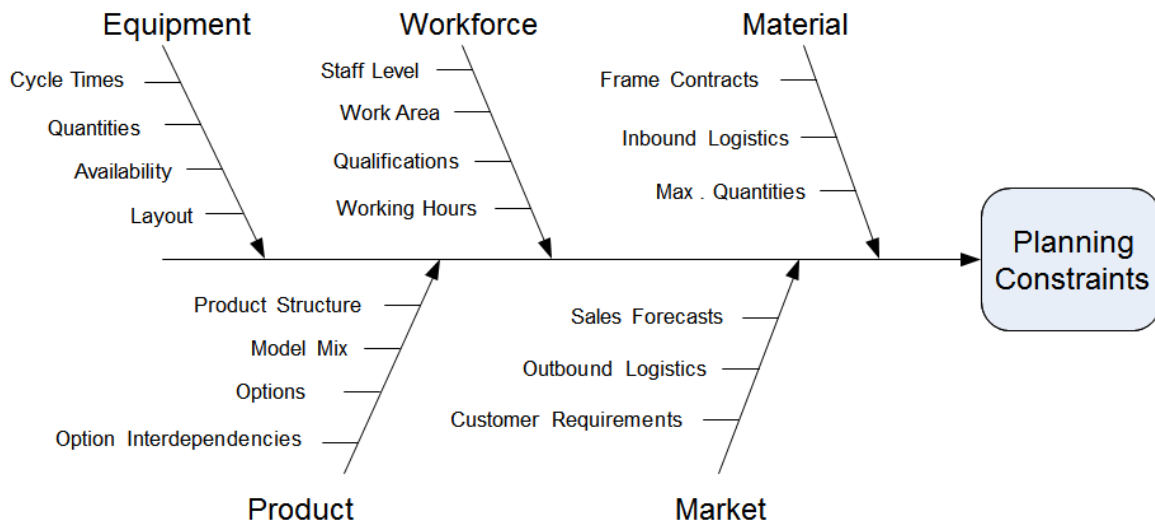 Equipment
Workforce
Material
Cycle Times
Quantities
Availability
Layout
Staff Level
Work Area
Qualifications
Working Hours
Frame Contracts
Inbound Logistics
Max . Quantities
Planning
Constraints
Product Structure
Model Mix
Options
Option Interdependencies
Sales Forecasts
Outbound Logistics
Customer Requirements
Product
Market